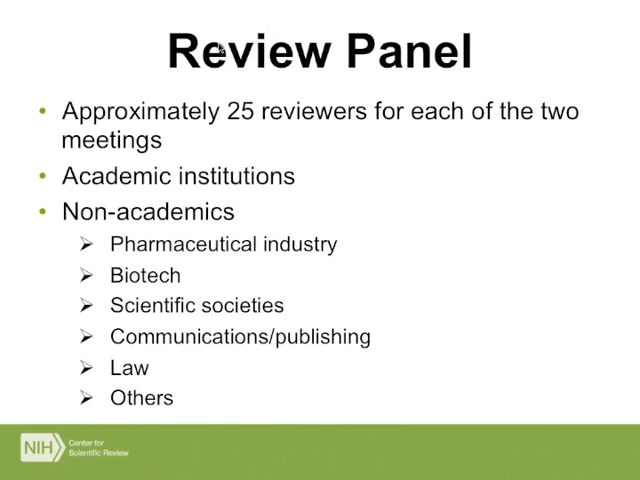 Review Panel
• Approximately 25 reviewers for each of the two
meetings
• Academic institutions
• Non-academics
➢ Pharmaceutical industry
➢ Biotech
➢ Scientific societies
➢ Communications/publishing
➢ Law
➢ Others
NIH
Center for
Scientific Review